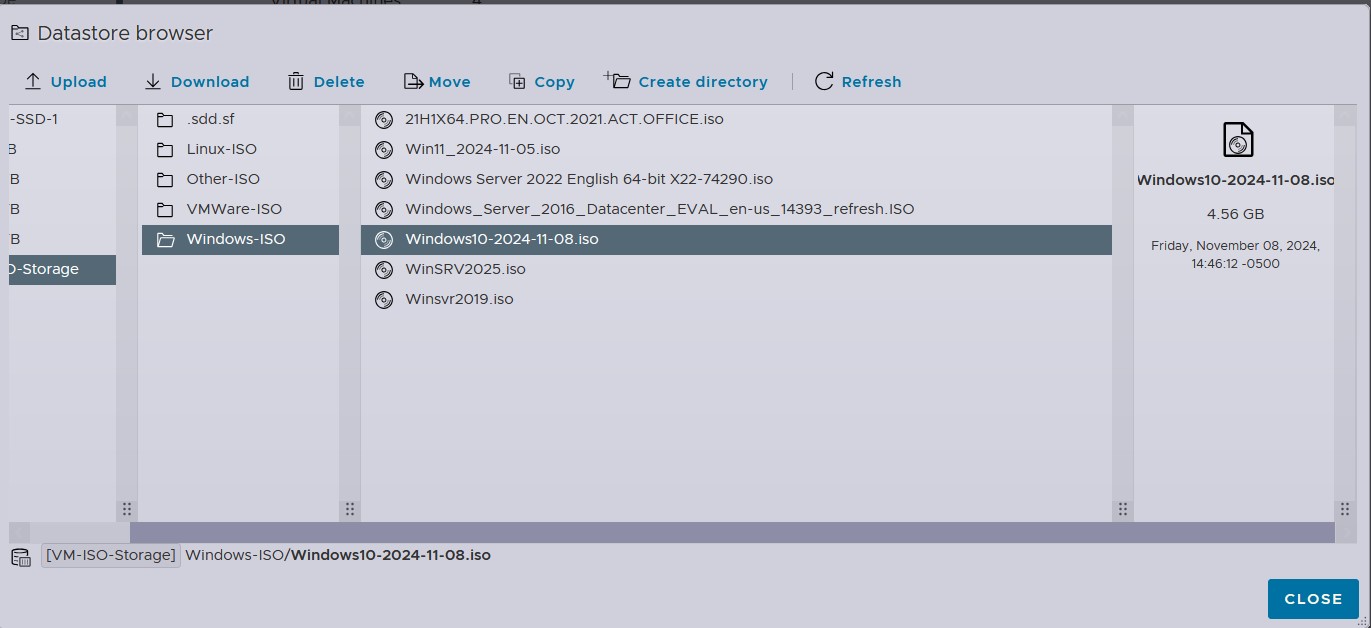 Datastore browser
Upload Download Delete Move Copy Create directory Refresh
-SSD-1
B
B
B
B
O-Storage
.sdd.sf
Linux-ISO
Other-ISO
VMWare-ISO
Windows-ISO
21H1X64.PRO.EN.OCT.2021.ACT.OFFICE.iso
Win11_2024-11-05.iso
Windows Server 2022 English 64-bit X22-74290.iso
Windows_Server_2016_Datacenter_EVAL_en-us_14393_refresh.ISO
Windows10-2024-11-08.iso
WinSRV2025.iso
Winsvr2019.iso
Windows10-2024-11-08.iso
4.56 GB
Friday, November 08, 2024,
14:46:12 -0500
[VM-ISO-Storage] Windows-ISO/Windows10-2024-11-08.iso
CLOSE